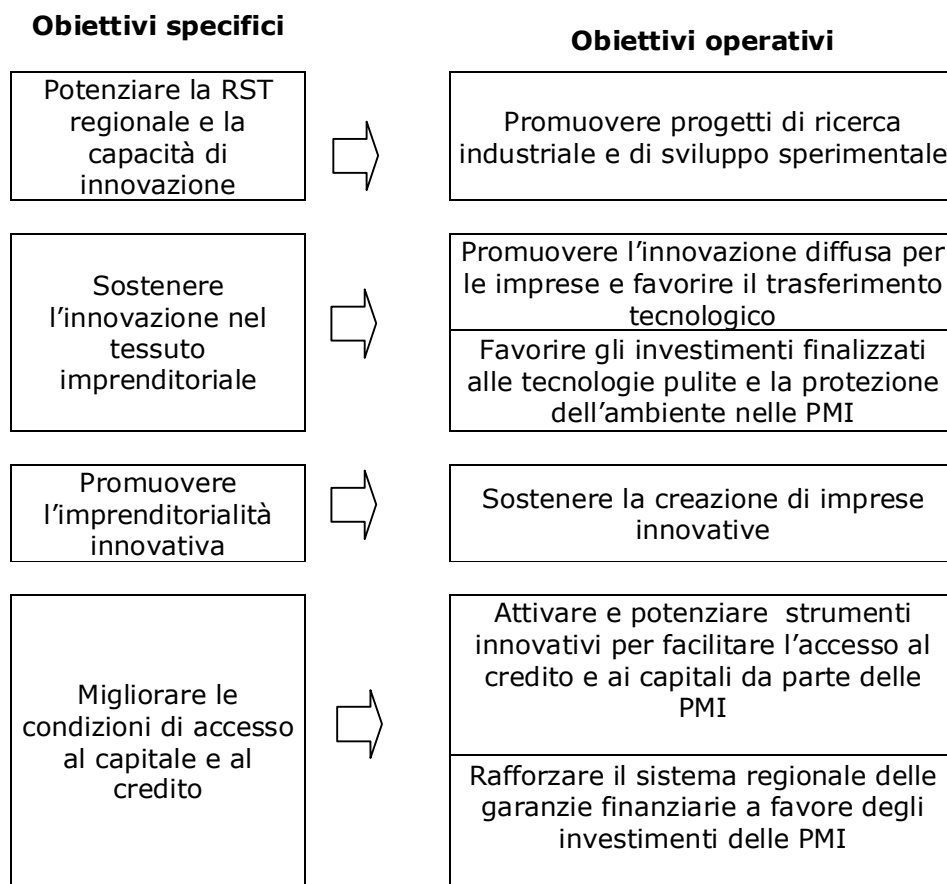 Obiettivi specifici
Obiettivi operativi
Potenziare la RST
regionale e la
capacità di
innovazione
Promuovere progetti di ricerca
industriale e di sviluppo sperimentale
Sostenere
l’innovazione nel
tessuto
imprenditoriale
Promuovere l’innovazione diffusa per
le imprese e favorire il trasferimento
tecnologico
Favorire gli investimenti finalizzati
alle tecnologie pulite e la protezione
dell’ambiente nelle PMI
Promuovere
l’imprenditorialità
innovativa
Sostenere la creazione di imprese
innovative
Migliorare le
condizioni di accesso
al capitale e al
credito
Attivare e potenziare strumenti
innovativi per facilitare l’accesso al
credito e ai capitali da parte delle
PMI
Rafforzare il sistema regionale delle
garanzie finanziarie a favore degli
investimenti delle PMI